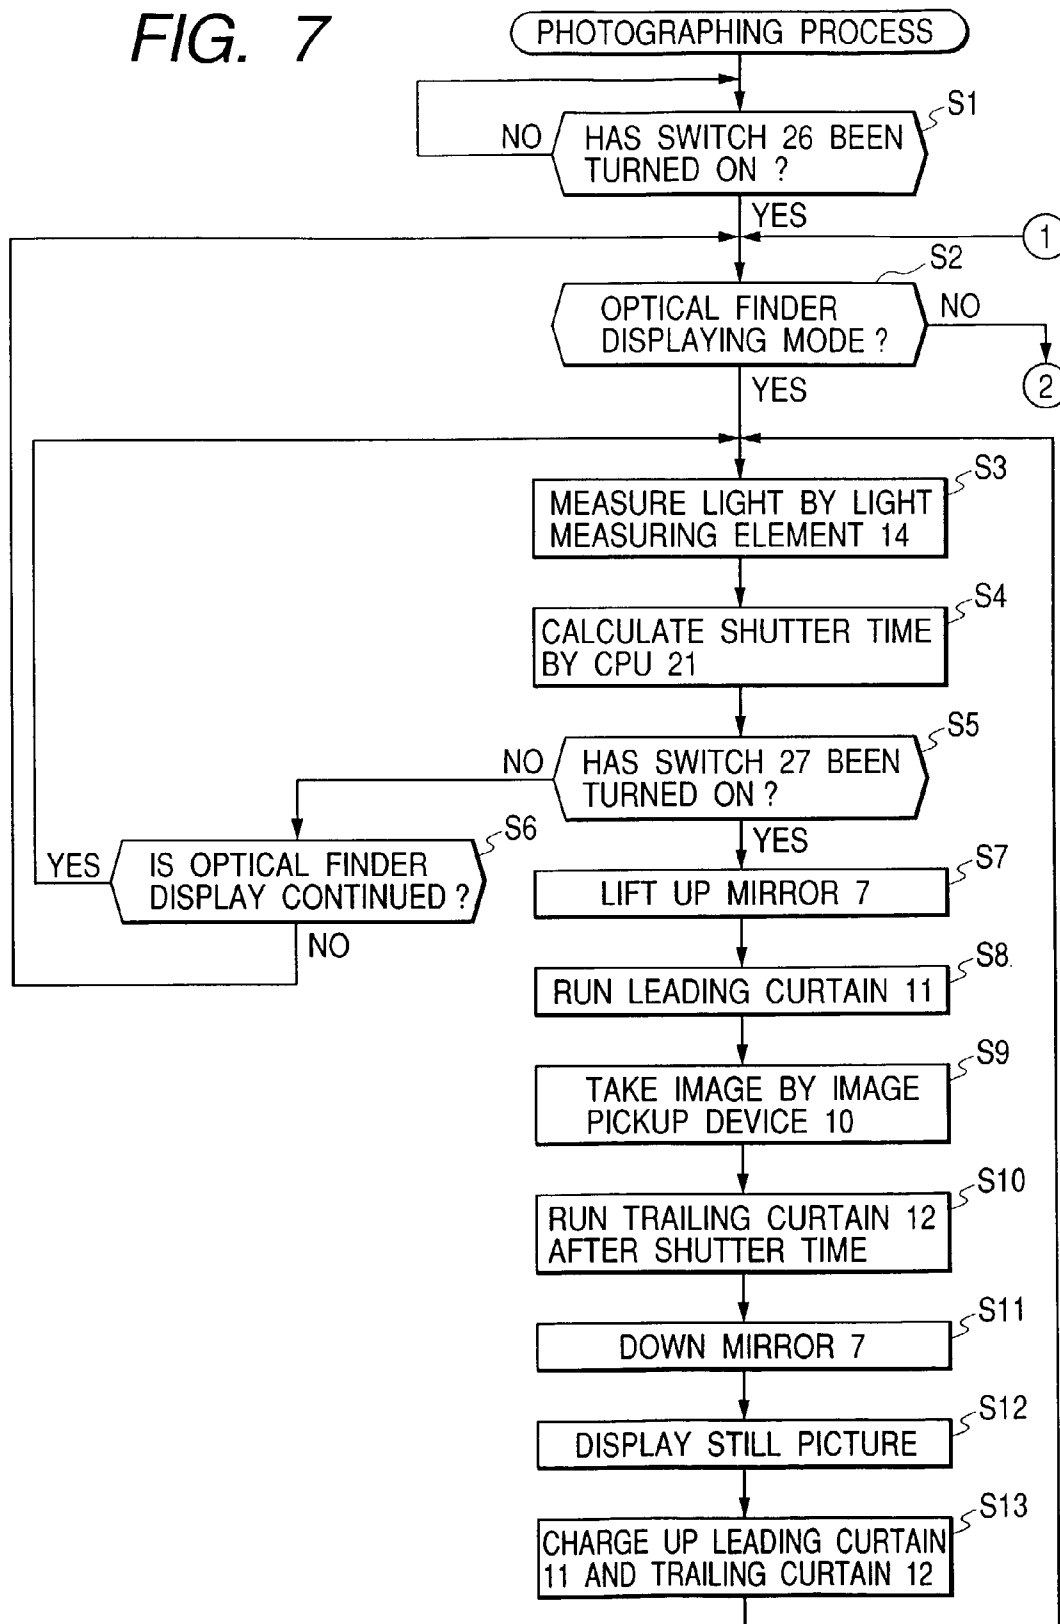 FIG. 7
PHOTOGRAPHING PROCESS
S1
NO
HAS SWITCH 26 BEEN
TURNED ON ?
YES
1
S2
OPTICAL FINDER
DISPLAYING MODE ?
NO
2
YES
S3
MEASURE LIGHT BY LIGHT
MEASURING ELEMENT 14
S4
CALCULATE SHUTTER TIME
BY CPU 21
S5
NO
HAS SWITCH 27 BEEN
TURNED ON ?
YES
S6
YES
IS OPTICAL FINDER
DISPLAY CONTINUED ?
NO
S7
LIFT UP MIRROR 7
S8
RUN LEADING CURTAIN 11
S9
TAKE IMAGE BY IMAGE
PICKUP DEVICE 10
S10
RUN TRAILING CURTAIN 12
AFTER SHUTTER TIME
S11
DOWN MIRROR 7
S12
DISPLAY STILL PICTURE
S13
CHARGE UP LEADING CURTAIN
11 AND TRAILING CURTAIN 12